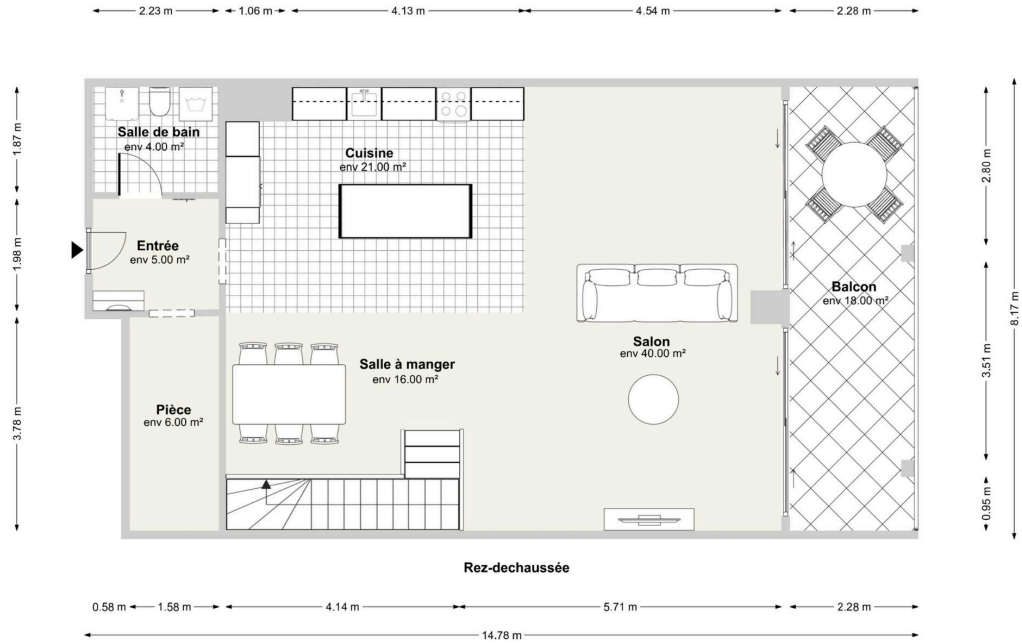 2.23 m
1.06 m
4.13 m
4.54 m
2.28 m
1.87 m
1.98 m
3.78 m
Salle de bain
env 4.00 m²
Cuisine
env 21.00 m²
Entrée
env 5.00 m²
Balcon
env 18.00 m²
Salon
env 40.00 m²
Salle à manger
env 16.00 m²
Pièce
env 6.00 m²
2.80 m
3.51 m
0.95 m
8.17 m
Rez-dechaussée
0.58 m
1.58 m
4.14 m
5.71 m
2.28 m
14.78 m